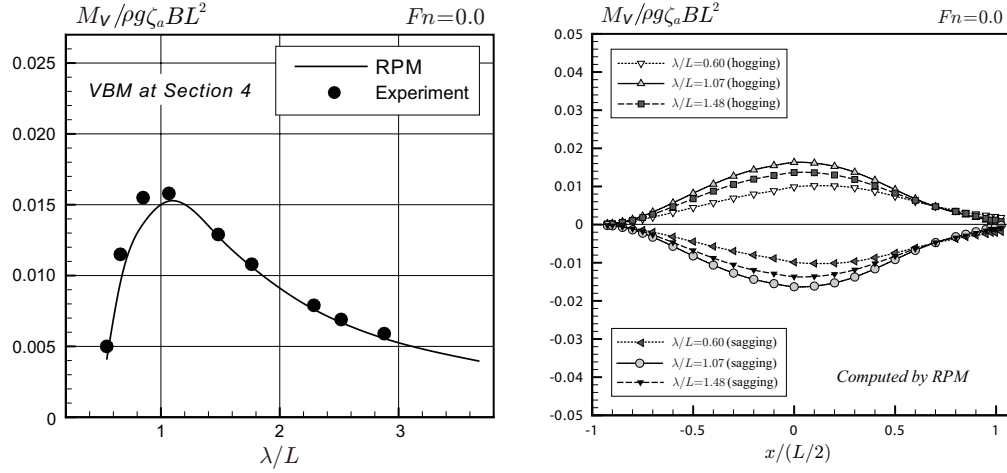 M_V/ρgζ_aBL²
Fn=0.0
0.025
0.020
0.015
0.010
0.005
0
VBM at Section 4
RPM
Experiment
1
2
3
λ/L
M_V/ρgζ_aBL²
Fn=0.0
0.05
0.04
0.03
0.02
0.01
0
-0.01
-0.02
-0.03
-0.04
-0.05
λ/L=0.60 (hogging)
λ/L=1.07 (hogging)
λ/L=1.48 (hogging)
λ/L=0.60 (sagging)
λ/L=1.07 (sagging)
λ/L=1.48 (sagging)
Computed by RPM
-1
-0.5
0
0.5
1
x/(L/2)